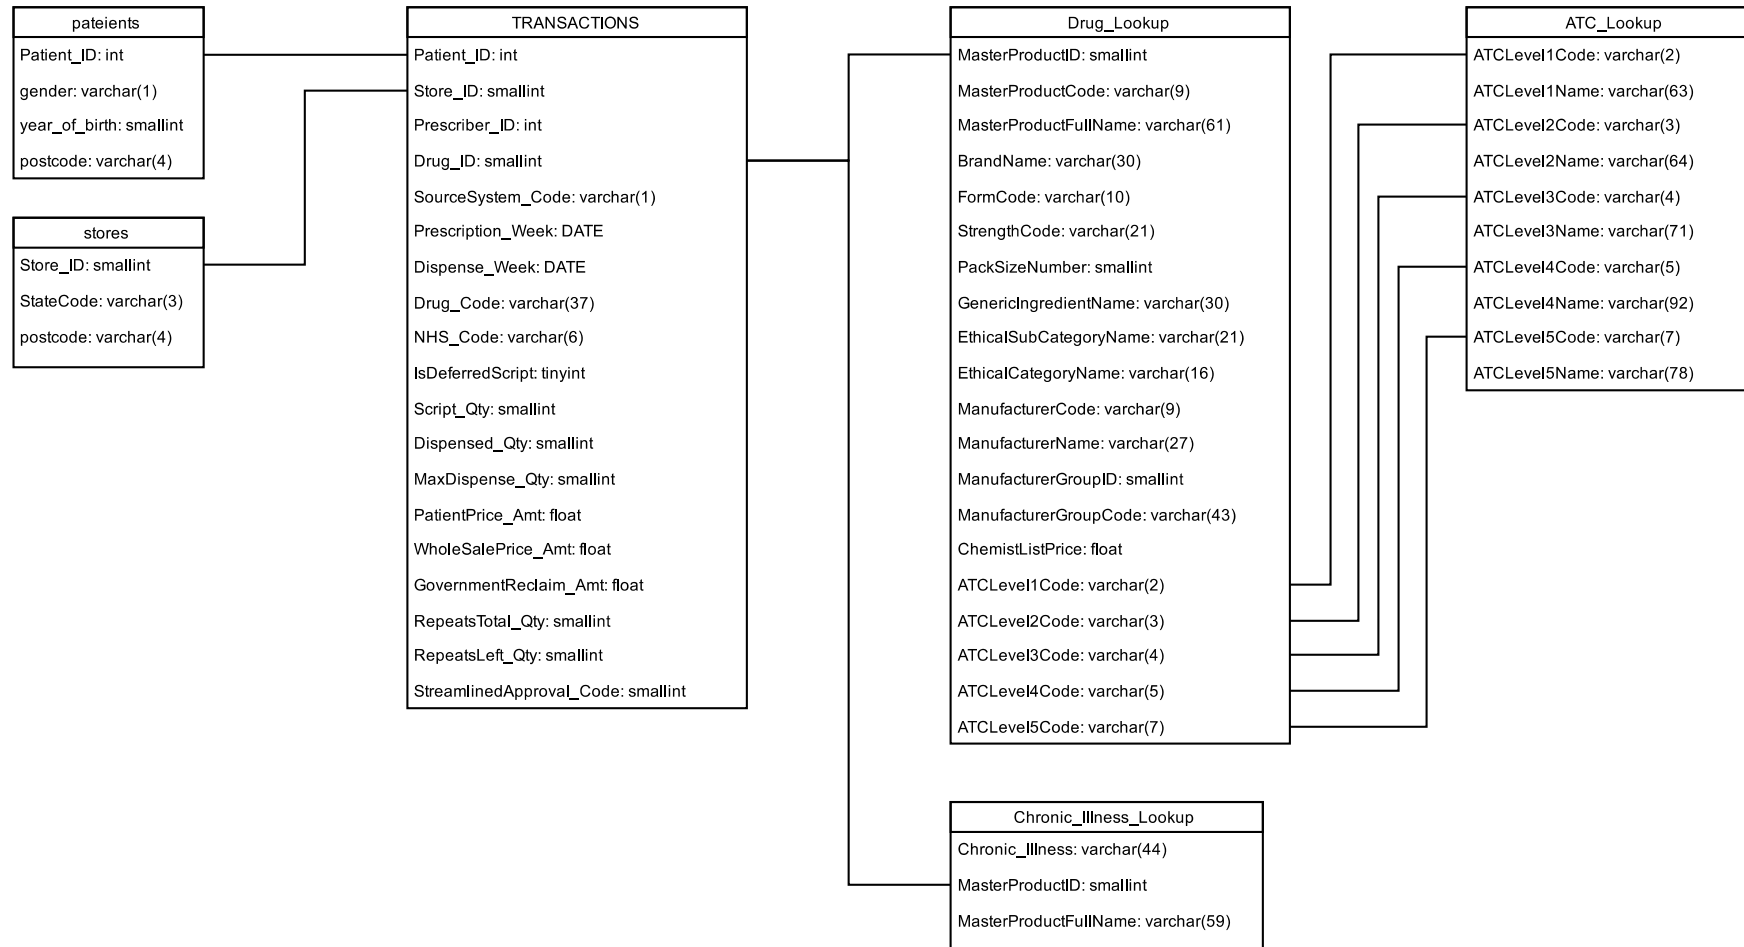 pateients
Patient_ID: int
gender: varchar(1)
year_of_birth: smallint
postcode: varchar(4)
stores
Store_ID: smallint
StateCode: varchar(3)
postcode: varchar(4)
TRANSACTIONS
Patient_ID: int
Store_ID: smallint
Prescriber_ID: int
Drug_ID: smallint
SourceSystem_Code: varchar(1)
Prescription_Week: DATE
Dispense_Week: DATE
Drug_Code: varchar(37)
NHS_Code: varchar(6)
IsDeferredScript: tinyint
Script_Qty: smallint
Dispensed_Qty: smallint
MaxDispense_Qty: smallint
PatientPrice_Amt: float
WholeSalePrice_Amt: float
GovernmentReclaim_Amt: float
RepeatsTotal_Qty: smallint
RepeatsLeft_Qty: smallint
StreamlinedApproval_Code: smallint
Drug_Lookup
MasterProductID: smallint
MasterProductCode: varchar(9)
MasterProductFullName: varchar(61)
BrandName: varchar(30)
FormCode: varchar(10)
StrengthCode: varchar(21)
PackSizeNumber: smallint
GenericIngredientName: varchar(30)
EthicalSubCategoryName: varchar(21)
EthicalCategoryName: varchar(16)
ManufacturerCode: varchar(9)
ManufacturerName: varchar(27)
ManufacturerGroupID: smallint
ManufacturerGroupCode: varchar(43)
ChemistListPrice: float
ATCLevel1Code: varchar(2)
ATCLevel2Code: varchar(3)
ATCLevel3Code: varchar(4)
ATCLevel4Code: varchar(5)
ATCLevel5Code: varchar(7)
Chronic_Illness_Lookup
Chronic_Illness: varchar(44)
MasterProductID: smallint
MasterProductFullName: varchar(59)
ATC_Lookup
ATCLevel1Code: varchar(2)
ATCLevel1Name: varchar(63)
ATCLevel2Code: varchar(3)
ATCLevel2Name: varchar(64)
ATCLevel3Code: varchar(4)
ATCLevel3Name: varchar(71)
ATCLevel4Code: varchar(5)
ATCLevel4Name: varchar(92)
ATCLevel5Code: varchar(7)
ATCLevel5Name: varchar(78)